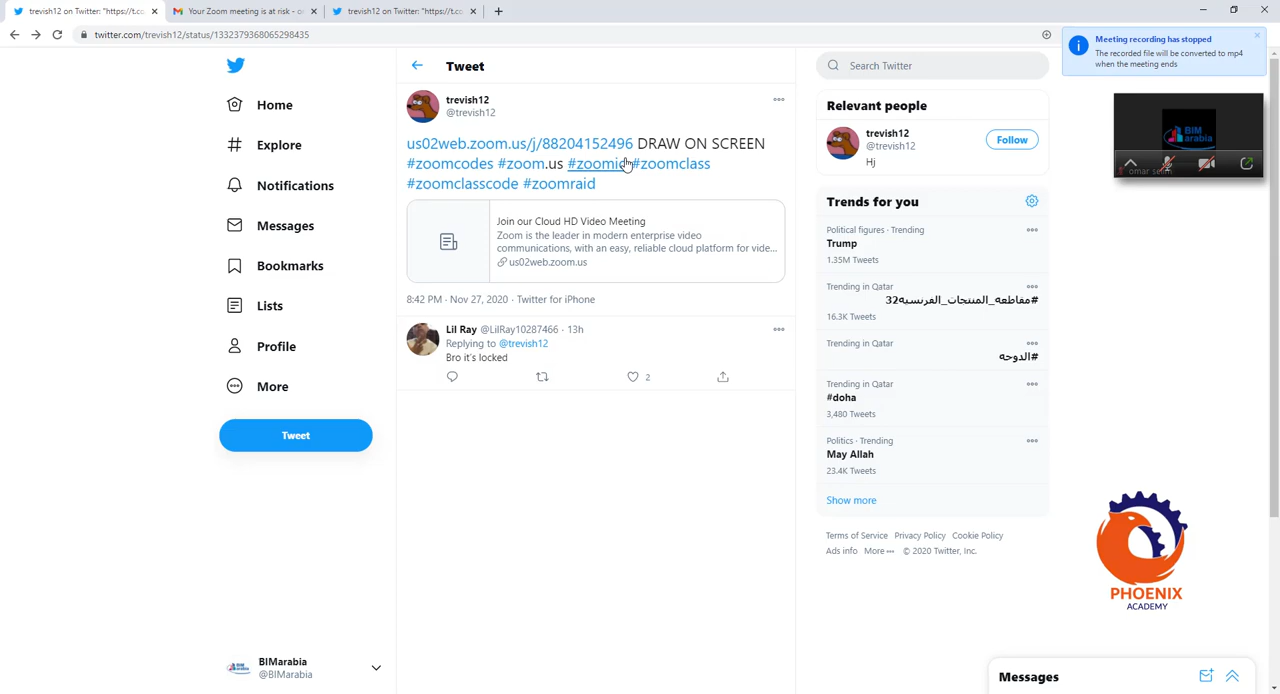 trevish12 on Twitter: "https://t.co
Your Zoom meeting is at risk - o
trevish12 on Twitter: "https://t.co
twitter.com/trevish12/status/1332379368065298435
Meeting recording has stopped
The recorded file will be converted to mp4
when the meeting ends
BIM
arabia
omar selim
Home
Explore
Notifications
Messages
Bookmarks
Lists
Profile
More
Tweet
BIMarabia
@BIMarabia
Tweet
trevish12
@trevish12
us02web.zoom.us/j/88204152496 DRAW ON SCREEN
#zoomcodes #zoom.us #zoomid #zoomclass
#zoomclasscode #zoomraid
Join our Cloud HD Video Meeting
Zoom is the leader in modern enterprise video
communications, with an easy, reliable cloud platform for vide...
us02web.zoom.us
8:42 PM · Nov 27, 2020 · Twitter for iPhone
Lil Ray @LilRay10287466 · 13h
Replying to @trevish12
Bro it's locked
2
Search Twitter
Relevant people
trevish12
@trevish12
Follow
Hj
Trends for you
Political figures · Trending
Trump
1.35M Tweets
Trending in Qatar
#مقاطعه_المنتجات_الفرنسيه32
16.3K Tweets
Trending in Qatar
#الدوحه
Trending in Qatar
#doha
3,480 Tweets
Politics · Trending
May Allah
23.4K Tweets
Show more
Terms of Service Privacy Policy Cookie Policy
Ads info More ••• © 2020 Twitter, Inc.
PHOENIX
ACADEMY
Messages